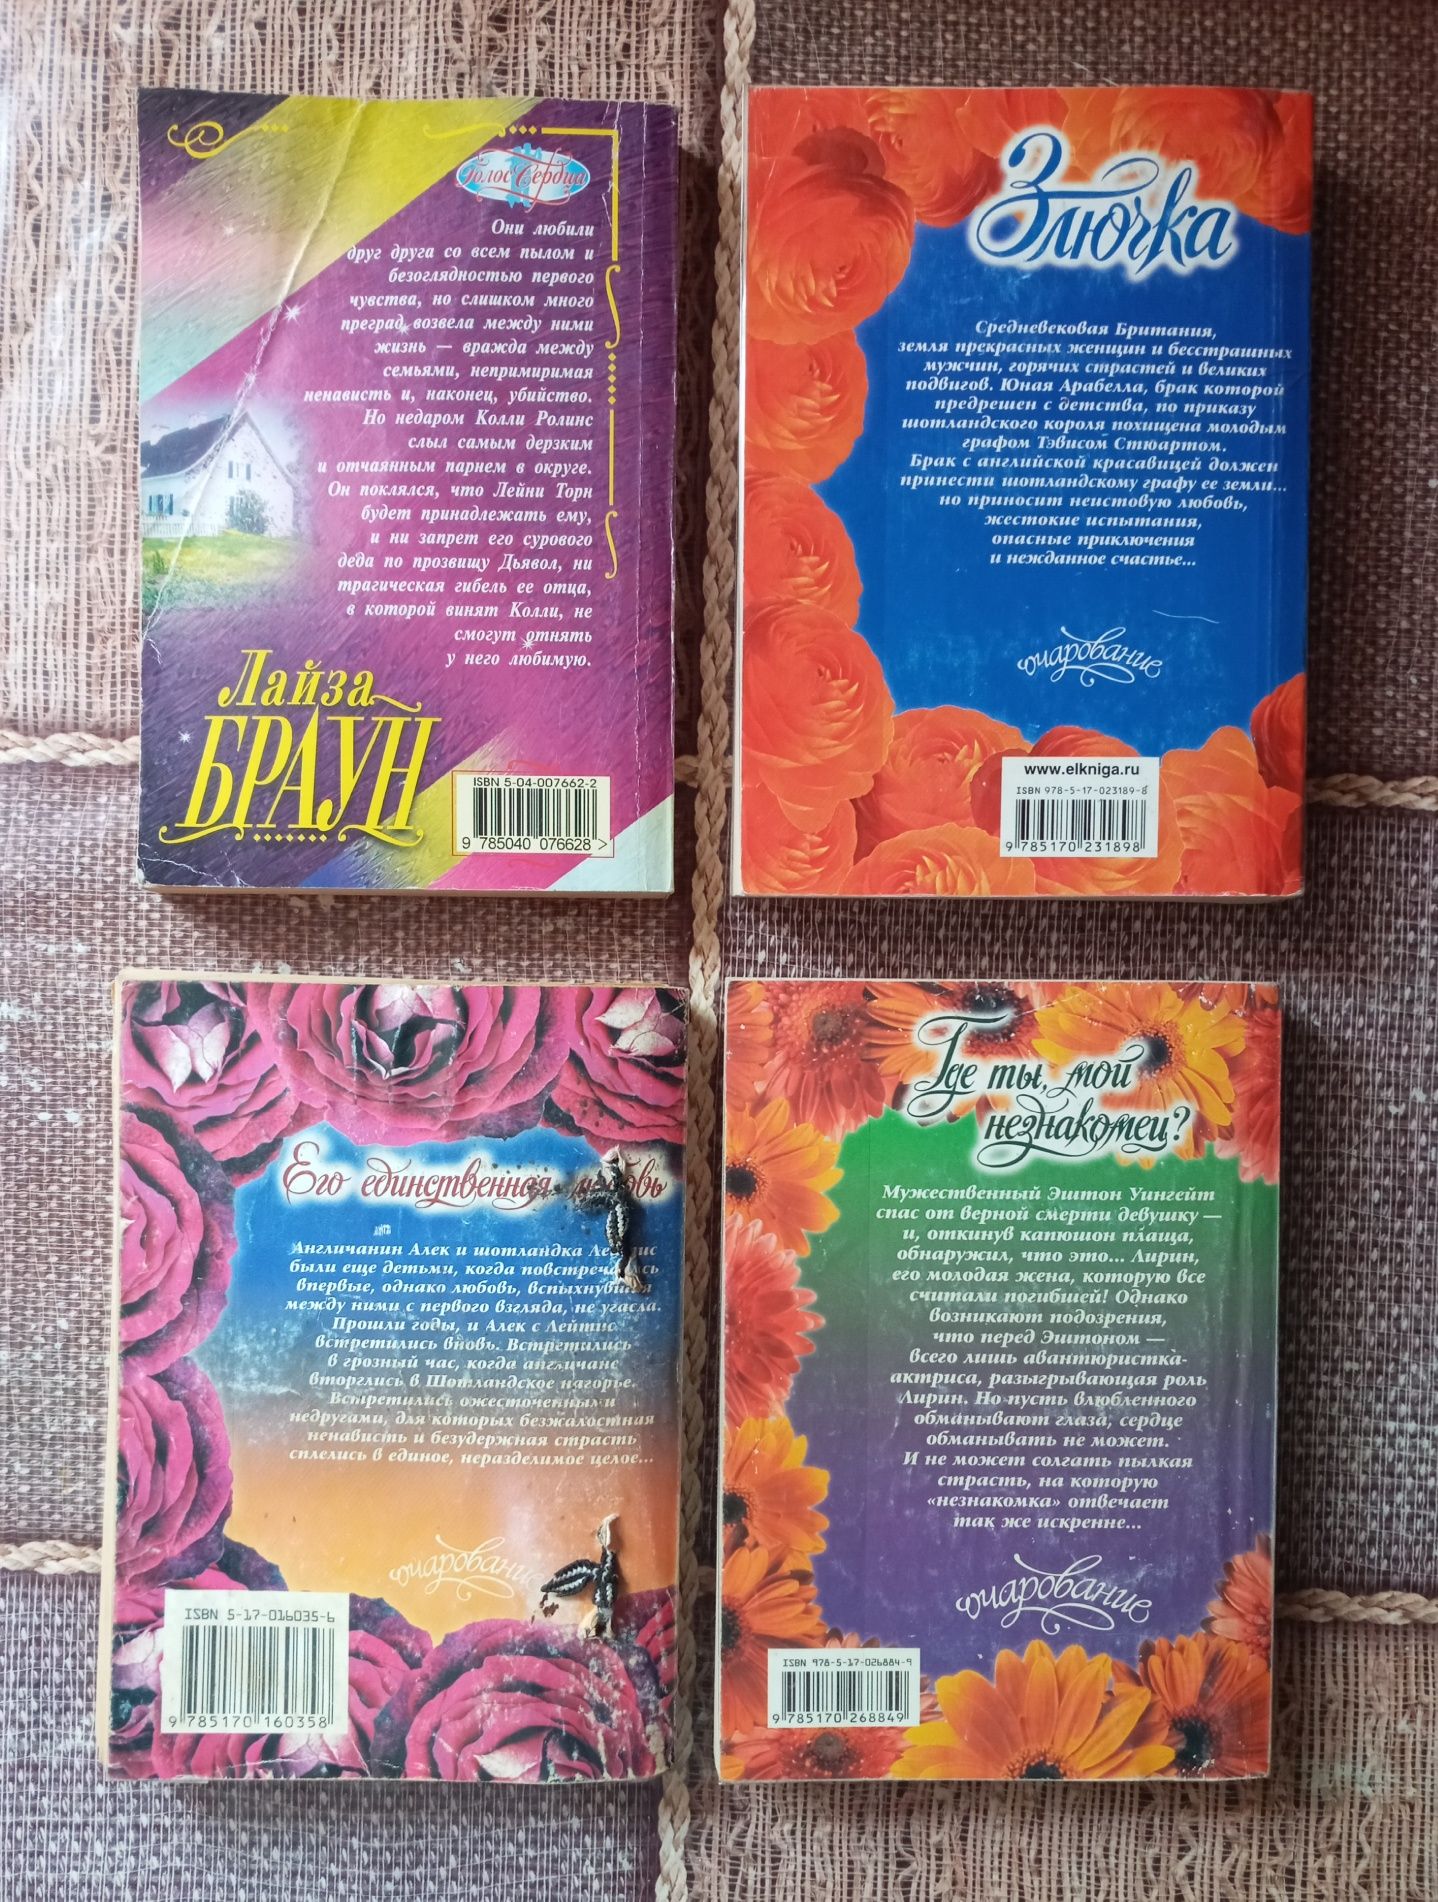 Голос Сердца
Они любили
друг друга со всем пылом и
безоглядностью первого
чувства, но слишком много
преград возвела между ними
жизнь — вражда между
семьями, непримиримая
ненависть и, наконец, убийство.
Но недаром Колли Ролинс
слыл самым дерзким
и отчаянным парнем в округе.
Он поклялся, что Лейни Торн
будет принадлежать ему,
и ни запрет его сурового
деда по прозвищу Дьявол, ни
трагическая гибель ее отца,
в которой винят Колли, не
смогут отнять
у него любимую.
Лайза
БРАУН
ISBN 5-04-007662-2
9 785040 076628 >
Злючка
Средневековая Британия,
земля прекрасных женщин и бесстрашных
мужчин, горячих страстей и великих
подвигов. Юная Арабелла, брак которой
предрешен с детства, по приказу
шотландского короля похищена молодым
графом Тэвисом Стюартом.
Брак с английской красавицей должен
принести шотландскому графу ее земли...
но приносит неистовую любовь,
жестокие испытания,
опасные приключения
и нежданное счастье...
очарование
www.elkniga.ru
ISBN 978-5-17-023189-8
9 785170 231898
Его единственная любовь
Англичанин Алек и шотландка Лейтис
были еще детьми, когда повстречались
впервые, однако любовь, вспыхнувшая
между ними с первого взгляда, не угасла.
Прошли годы, и Алек с Лейтис
встретились вновь. Встретились
в грозный час, когда англичане
вторглись в Шотландское нагорье.
Встретились ожесточенными
недругами, для которых безжалостная
ненависть и безудержная страсть
сплелись в единое, неразделимое целое...
очарование
ISBN 5-17-016035-6
9 785170 160358
Где ты, мой
незнакомец?
Мужественный Эштон Уингейт
спас от верной смерти девушку —
и, откинув капюшон плаща,
обнаружил, что это... Лирин,
его молодая жена, которую все
считали погибшей! Однако
возникают подозрения,
что перед Эштоном —
всего лишь авантюристка-
актриса, разыгрывающая роль
Лирин. Но пусть влюбленного
обманывают глаза, сердце
обманывать не может.
И не может солгать пылкая
страсть, на которую
«незнакомка» отвечает
так же искренне...
очарование
ISBN 978-5-17-026884-9
9 785170 268849